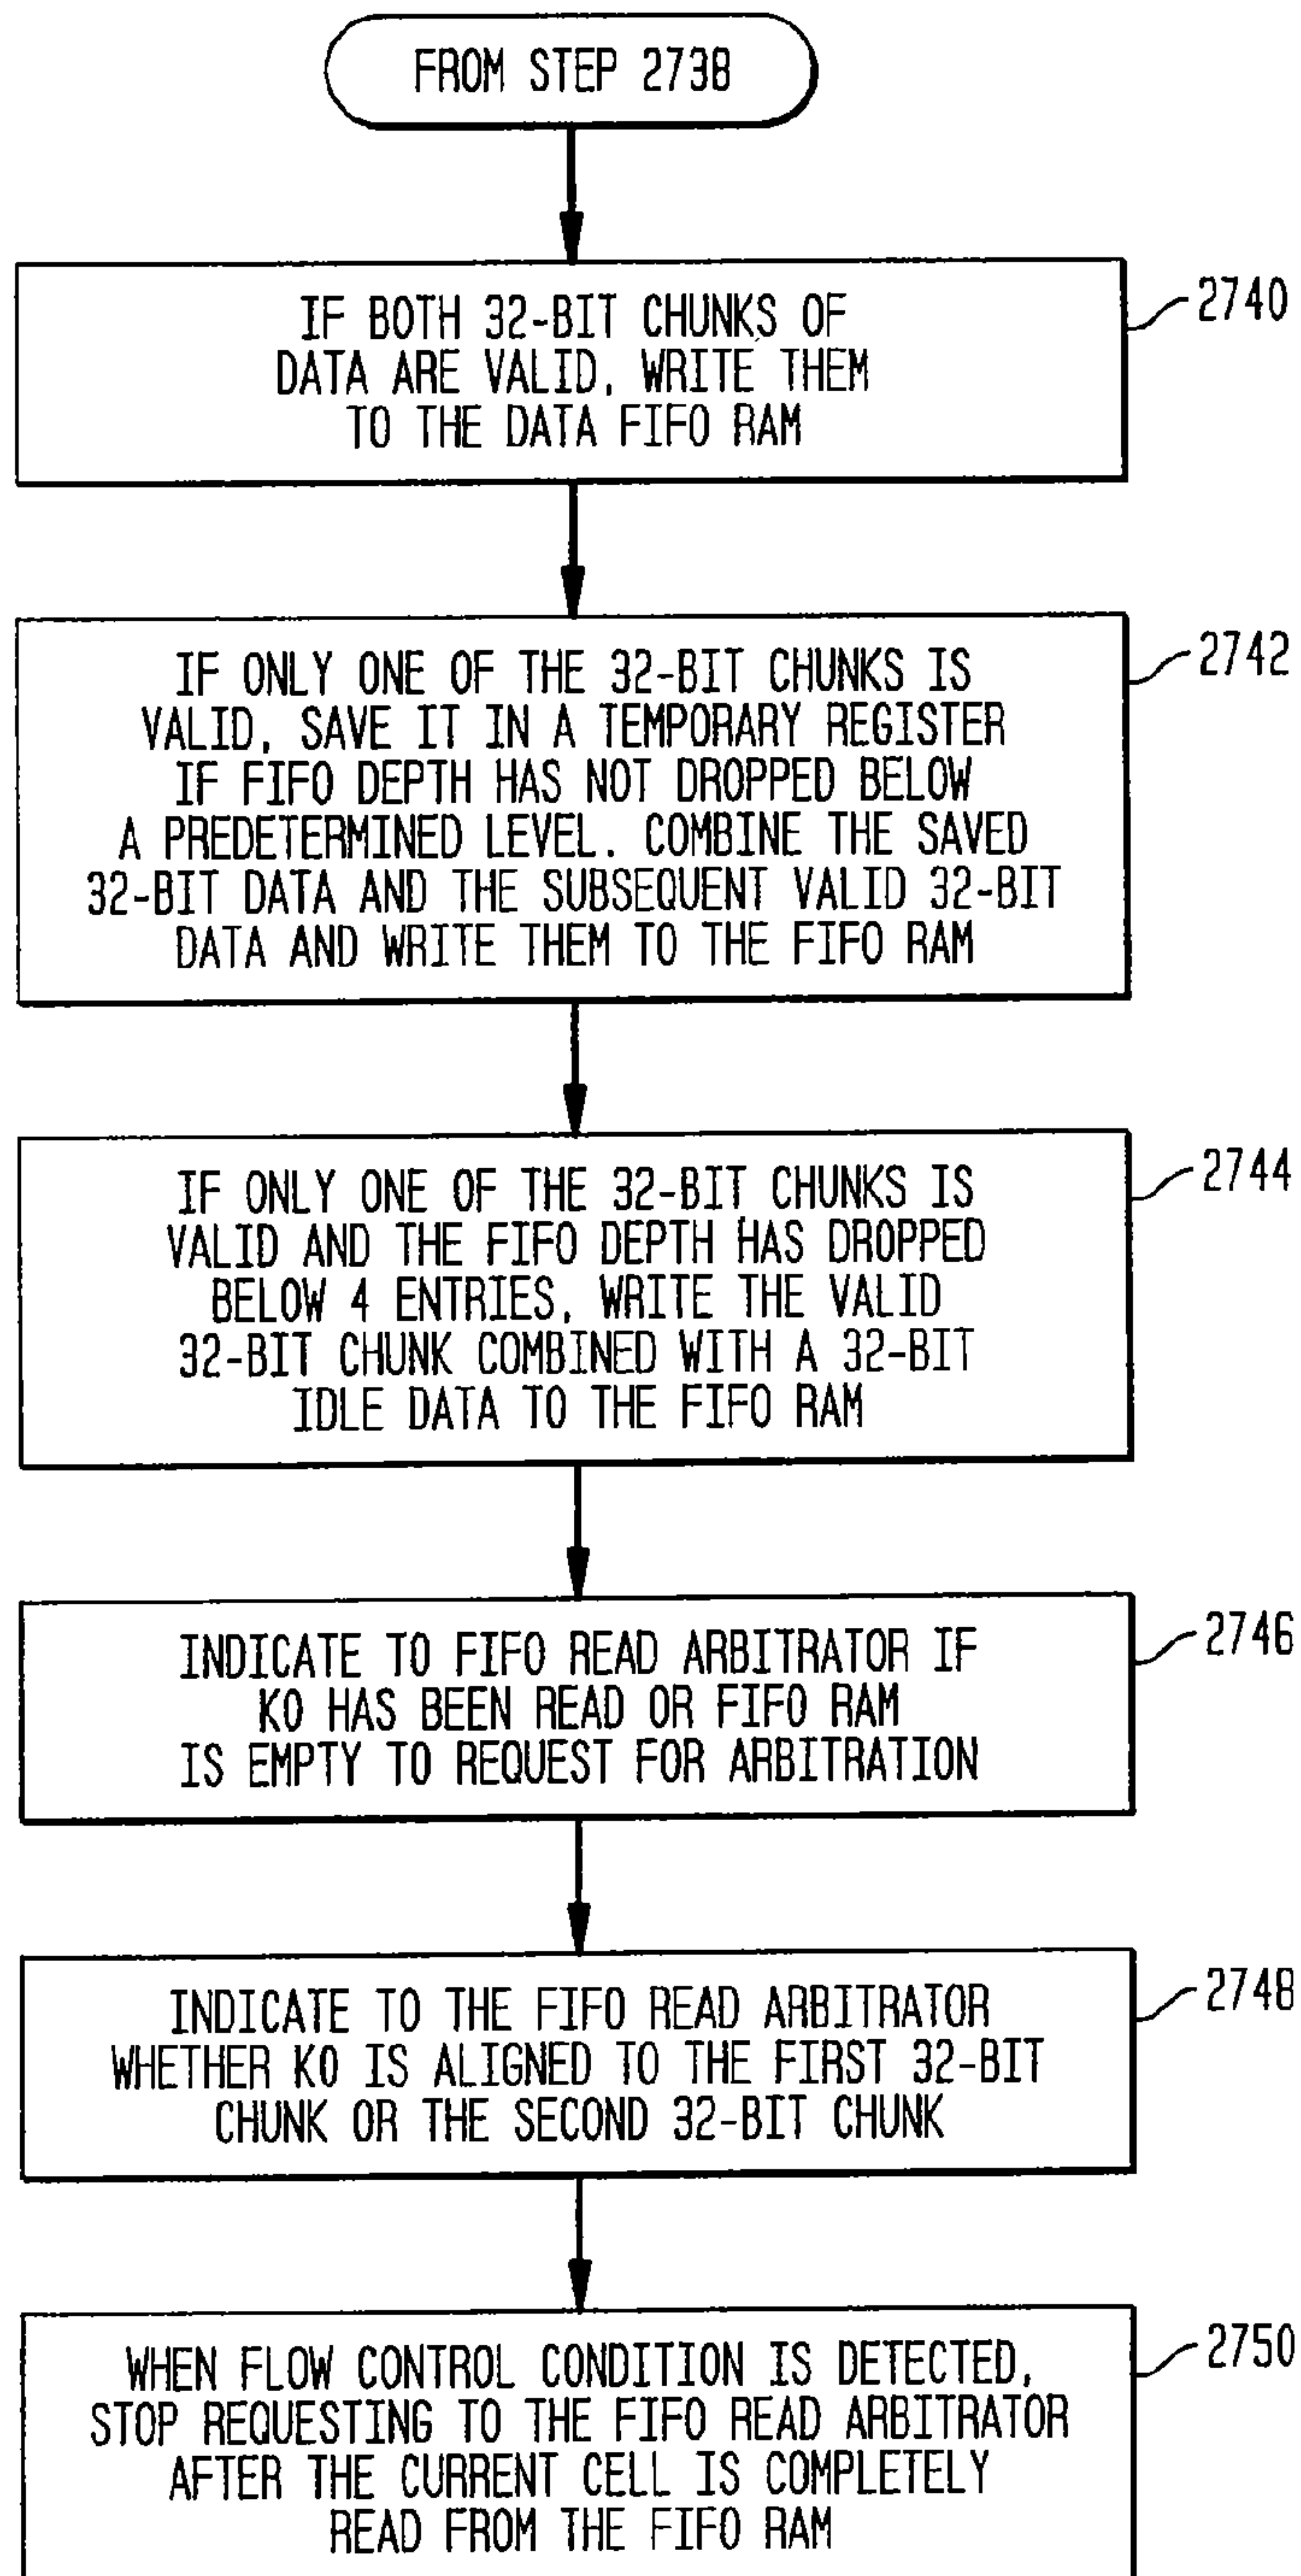 FROM STEP 2738
IF BOTH 32-BIT CHUNKS OF
DATA ARE VALID, WRITE THEM
TO THE DATA FIFO RAM
2740
IF ONLY ONE OF THE 32-BIT CHUNKS IS
VALID, SAVE IT IN A TEMPORARY REGISTER
IF FIFO DEPTH HAS NOT DROPPED BELOW
A PREDETERMINED LEVEL. COMBINE THE SAVED
32-BIT DATA AND THE SUBSEQUENT VALID 32-BIT
DATA AND WRITE THEM TO THE FIFO RAM
2742
IF ONLY ONE OF THE 32-BIT CHUNKS IS
VALID AND THE FIFO DEPTH HAS DROPPED
BELOW 4 ENTRIES, WRITE THE VALID
32-BIT CHUNK COMBINED WITH A 32-BIT
IDLE DATA TO THE FIFO RAM
2744
INDICATE TO FIFO READ ARBITRATOR IF
K0 HAS BEEN READ OR FIFO RAM
IS EMPTY TO REQUEST FOR ARBITRATION
2746
INDICATE TO THE FIFO READ ARBITRATOR
WHETHER K0 IS ALIGNED TO THE FIRST 32-BIT
CHUNK OR THE SECOND 32-BIT CHUNK
2748
WHEN FLOW CONTROL CONDITION IS DETECTED,
STOP REQUESTING TO THE FIFO READ ARBITRATOR
AFTER THE CURRENT CELL IS COMPLETELY
READ FROM THE FIFO RAM
2750